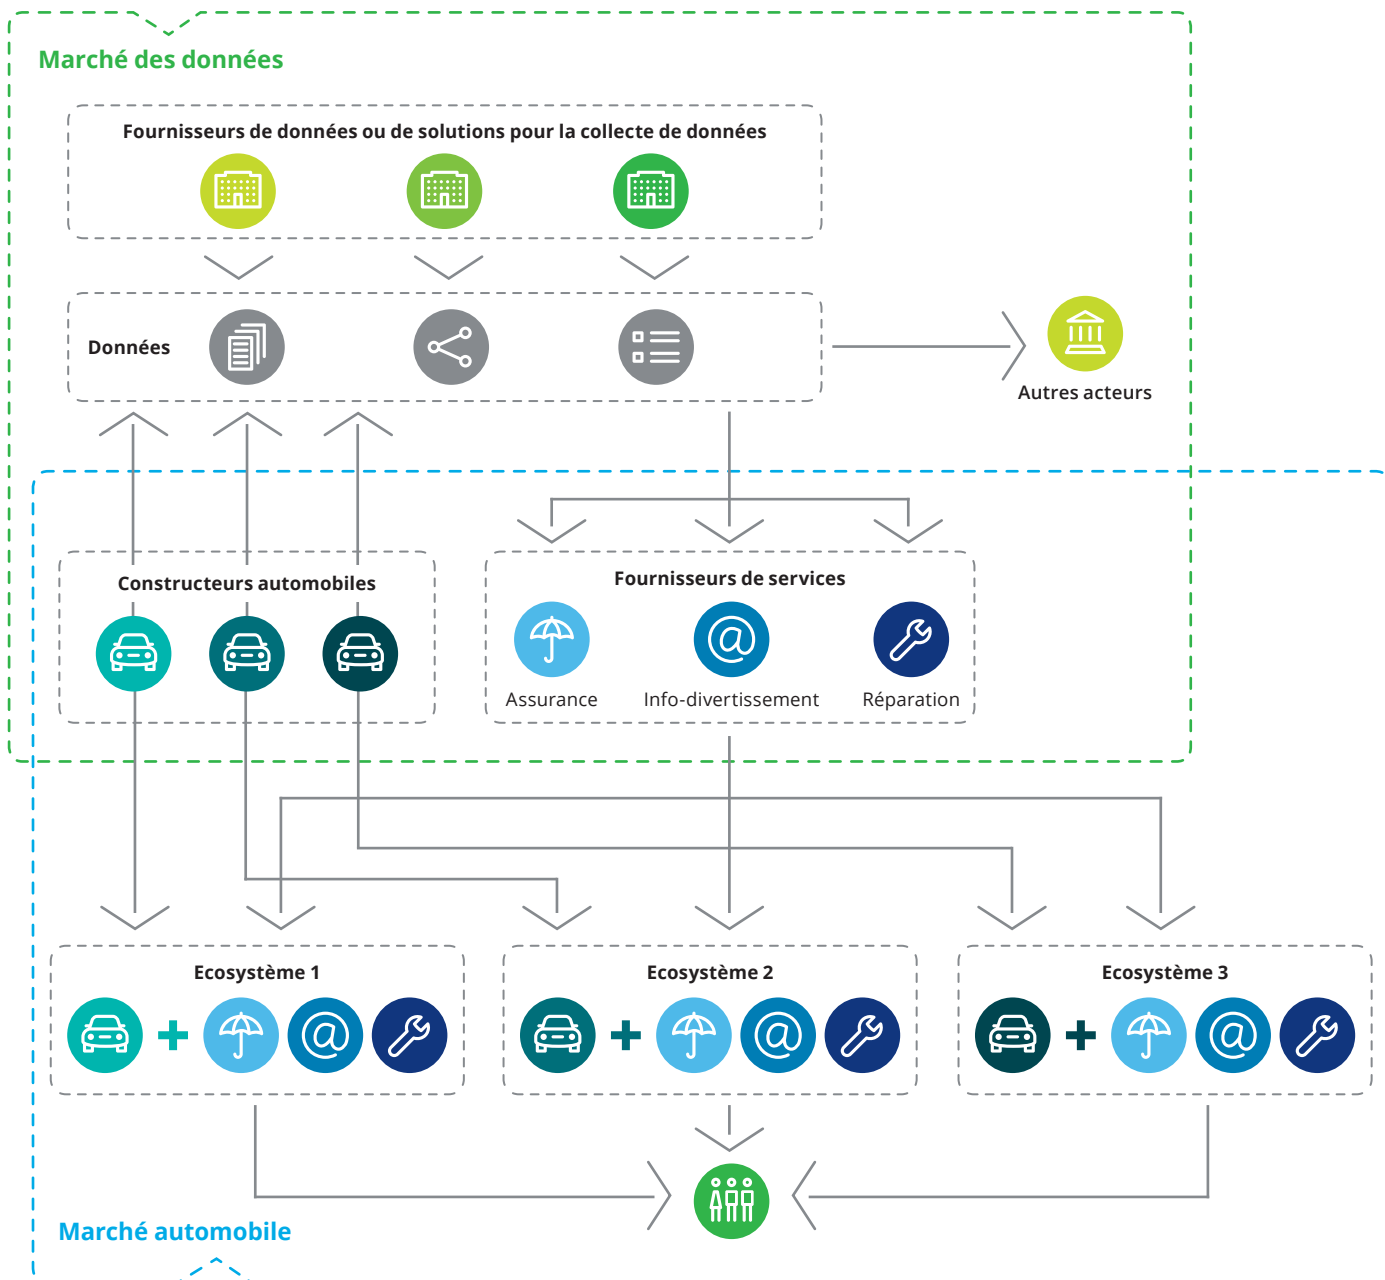 Marché des données
Fournisseurs de données ou de solutions pour la collecte de données
Données
Autres acteurs
Constructeurs automobiles
Fournisseurs de services
Assurance
Info-divertissement
Réparation
Ecosystème 1
Ecosystème 2
Ecosystème 3
Marché automobile